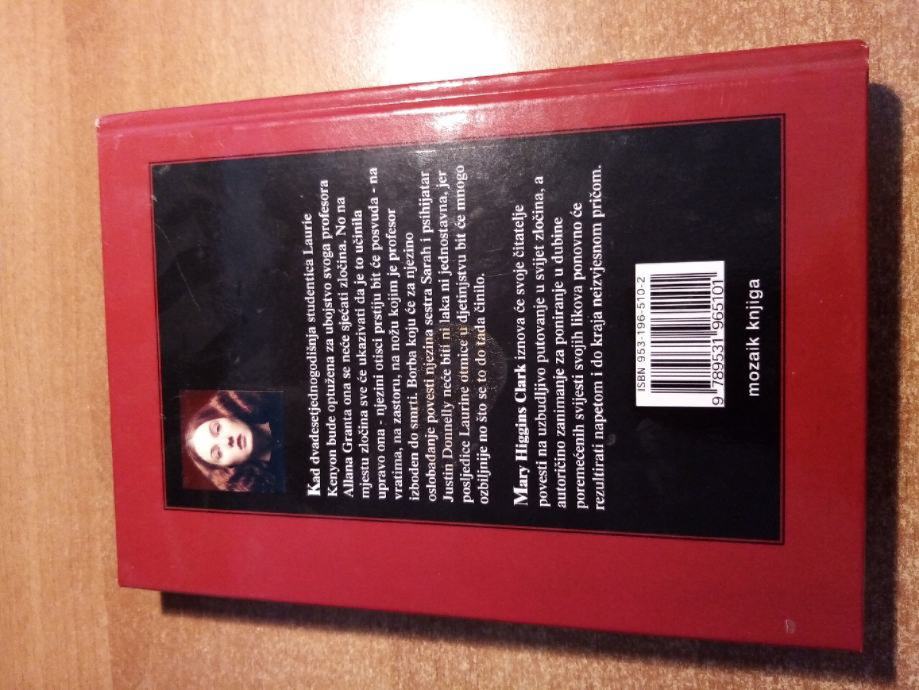 Kad dvadesetjednogodišnja studentica Laurie
Kenyon bude optužena za ubojstvo svoga profesora
Allana Granta ona se neće sjećati zločina. No na
mjestu zločina sve će ukazivati da je to učinila
upravo ona - njezini otisci prstiju bit će posvuda - na
vratima, na zastoru, na nožu kojim je profesor
izboden do smrti. Borba koju će za njezino
oslobađanje povesti njezina sestra Sarah i psihijatar
Justin Donnelly neće biti ni laka ni jednostavna, jer
posljedice Laurine otmice u djetinjstvu bit će mnogo
ozbiljnije no što se to do tada činilo.
Mary Higgins Clark iznova će svoje čitatelje
povesti na uzbudljivo putovanje u svijet zločina, a
autoričino zanimanje za poniranje u dubine
poremećenih svijesti svojih likova ponovno će
rezultirati napetom i do kraja neizvjesnom pričom.
ISBN 953-196-510-2
9 789531 965101
mozaik knjiga